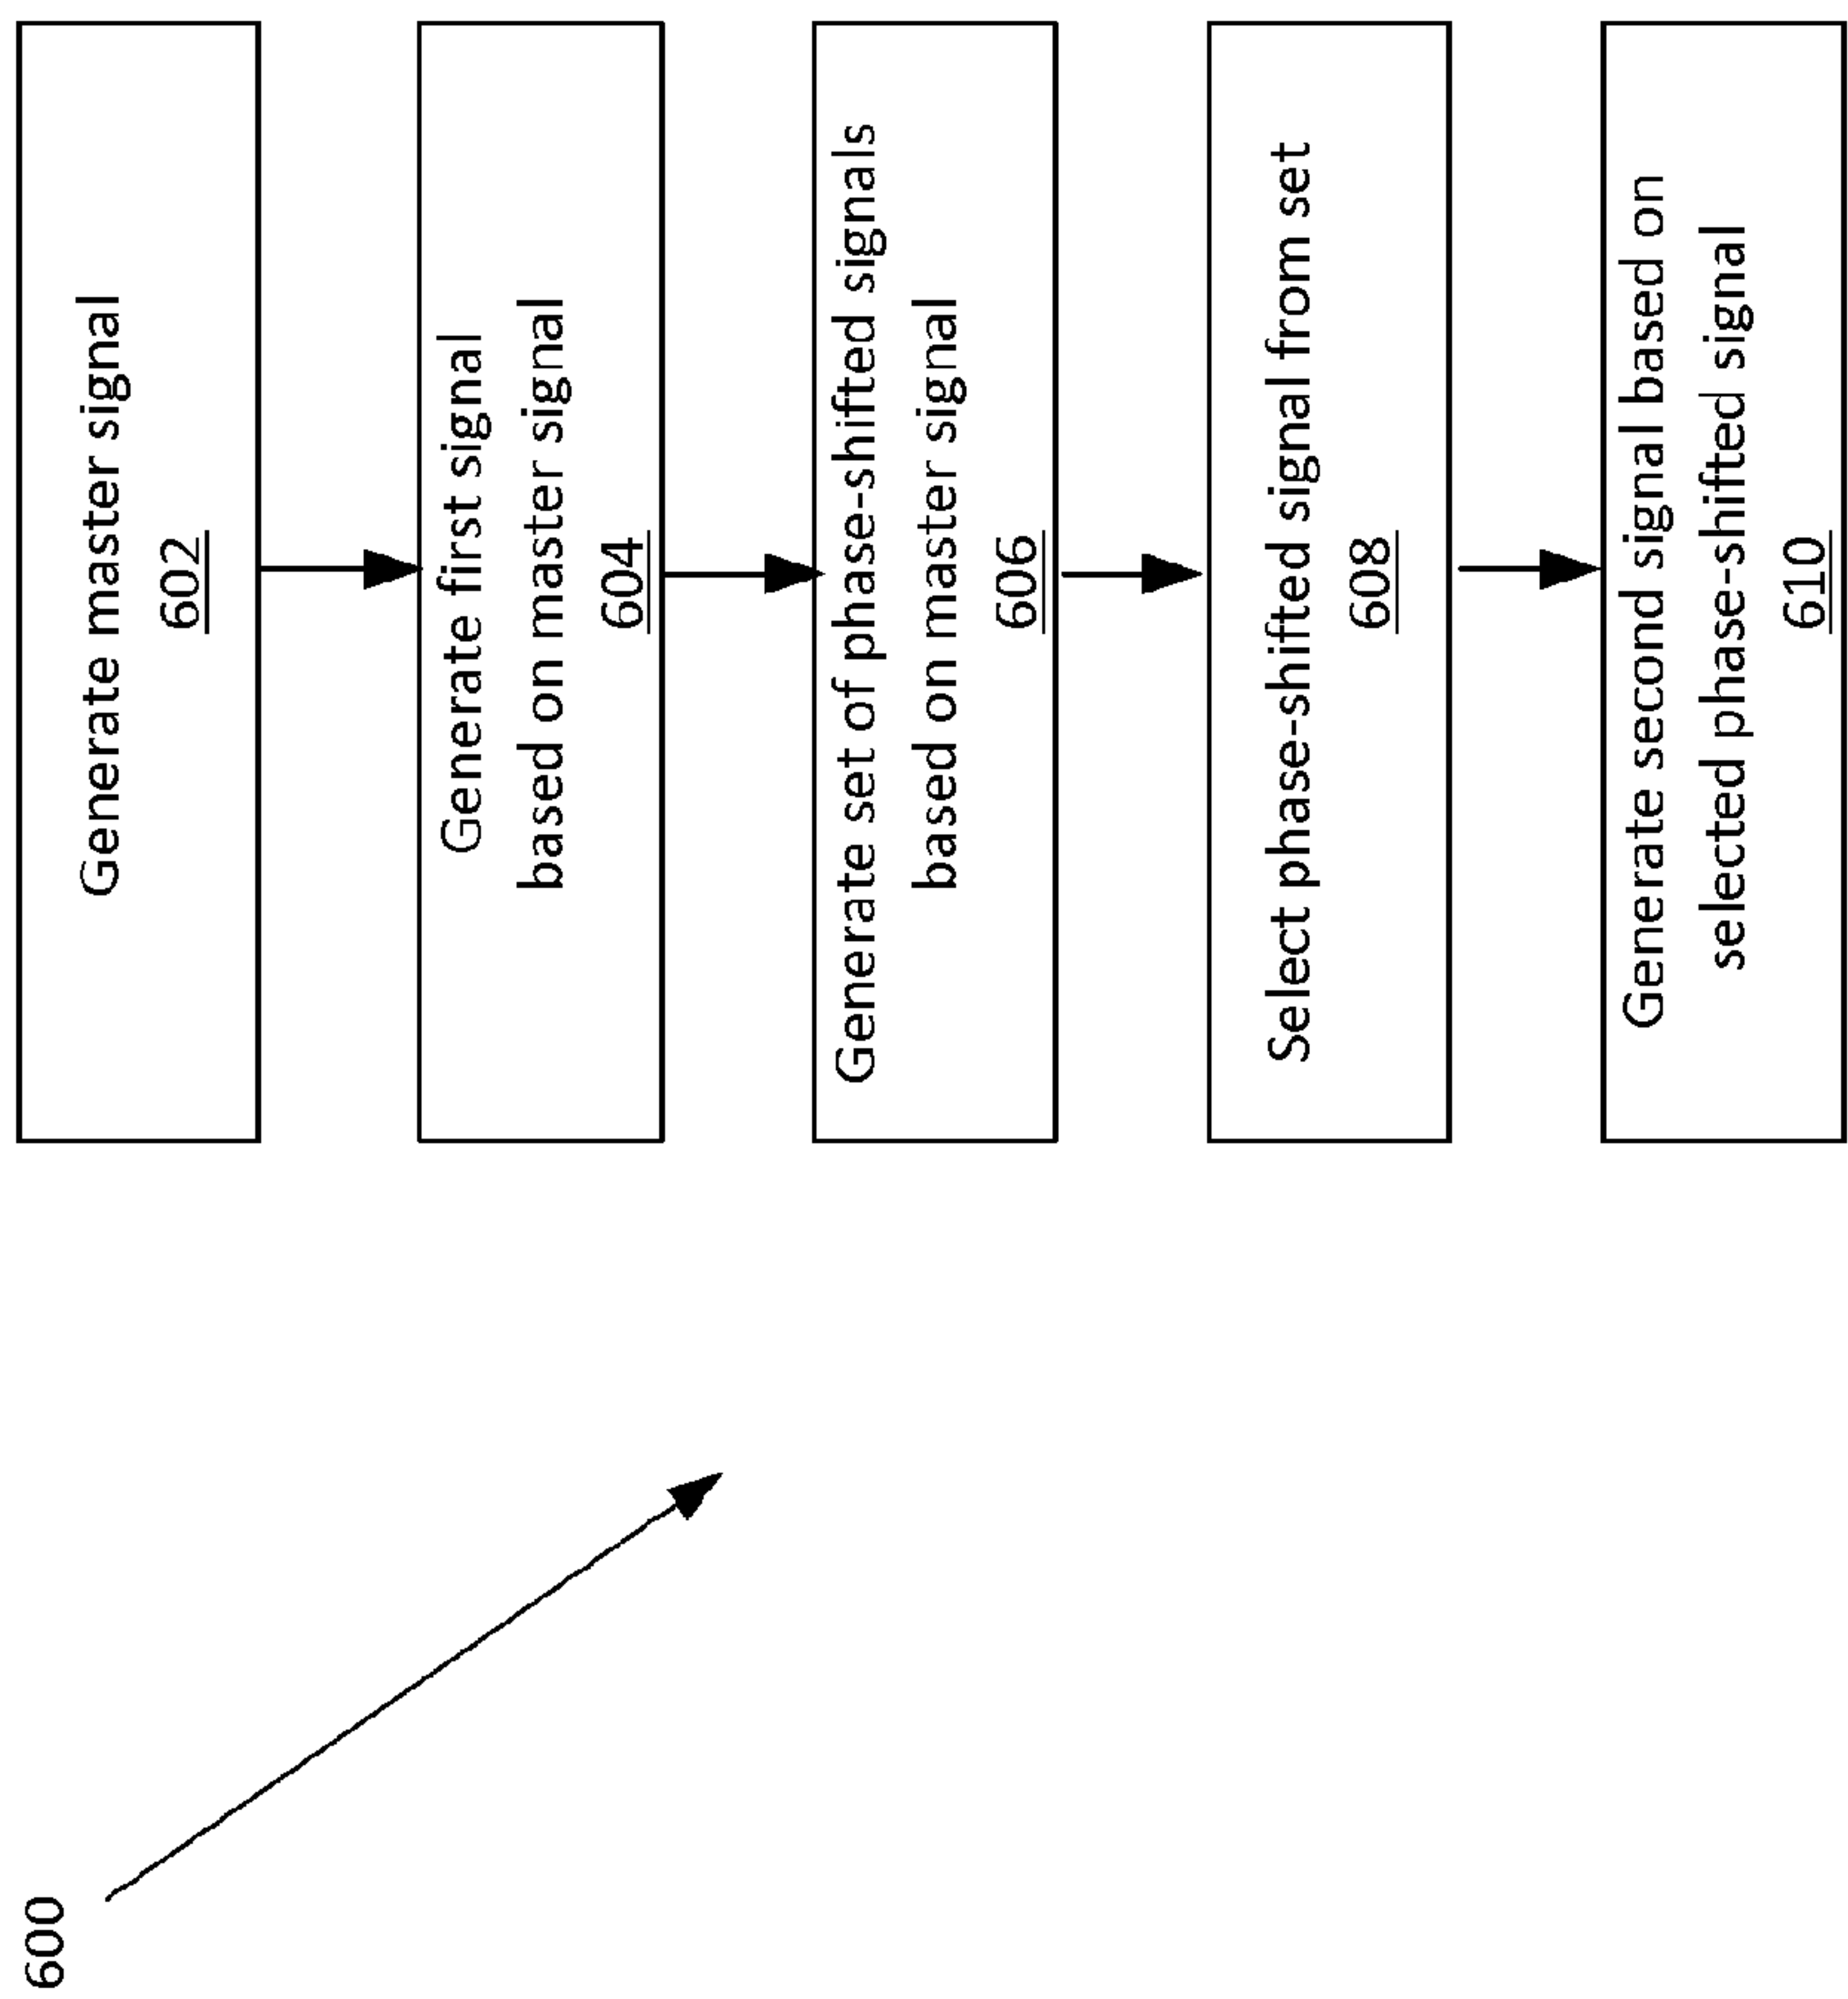 600
Generate master signal
602
Generate first signal
based on master signal
604
Generate set of phase-shifted signals
based on master signal
606
Select phase-shifted signal from set
608
Generate second signal based on
selected phase-shifted signal
610